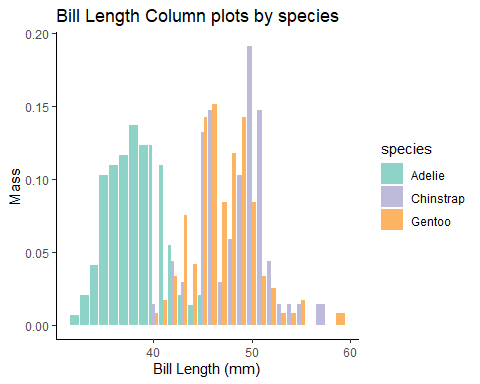 Bill Length Column plots by species
0.20
0.15
0.10
0.05
0.00
Mass
40
50
60
Bill Length (mm)
species
Adelie
Chinstrap
Gentoo